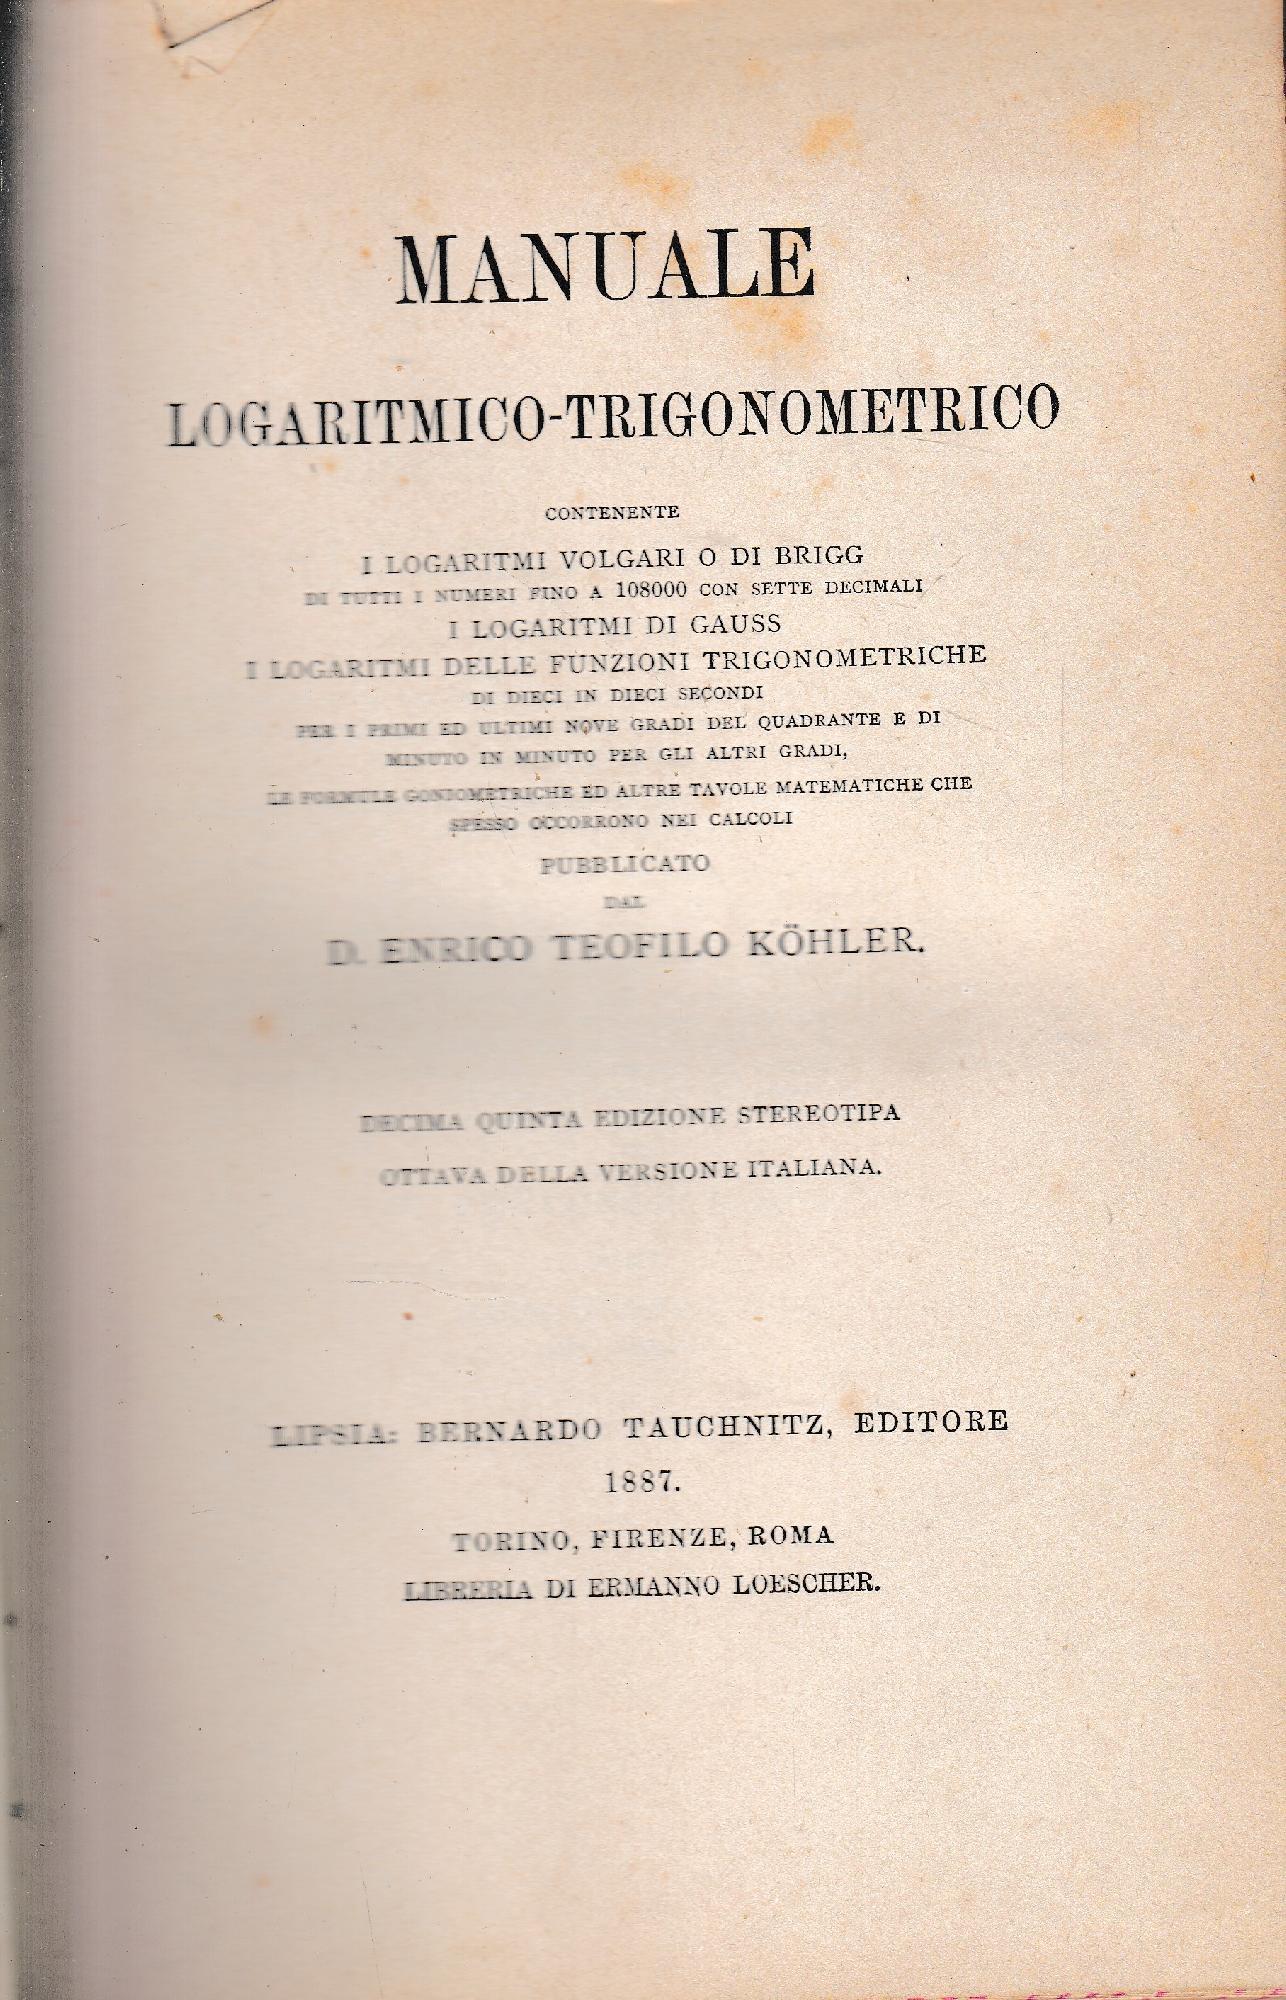 MANUALE
LOGARITMICO-TRIGONOMETRICO
CONTENENTE
I LOGARITMI VOLGARI O DI BRIGG
DI TUTTI I NUMERI FINO A 108000 CON SETTE DECIMALI
I LOGARITMI DI GAUSS
I LOGARITMI DELLE FUNZIONI TRIGONOMETRICHE
DI DIECI IN DIECI SECONDI
PER I PRIMI ED ULTIMI NOVE GRADI DEL QUADRANTE E DI
MINUTO IN MINUTO PER GLI ALTRI GRADI,
LE FORMULE GONIOMETRICHE ED ALTRE TAVOLE MATEMATICHE CHE
SPESSO OCCORRONO NEI CALCOLI
PUBBLICATO
DAL
D. ENRICO TEOFILO KÖHLER.
DECIMA QUINTA EDIZIONE STEREOTIPA
OTTAVA DELLA VERSIONE ITALIANA.
LIPSIA: BERNARDO TAUCHNITZ, EDITORE
1887.
TORINO, FIRENZE, ROMA
LIBRERIA DI ERMANNO LOESCHER.